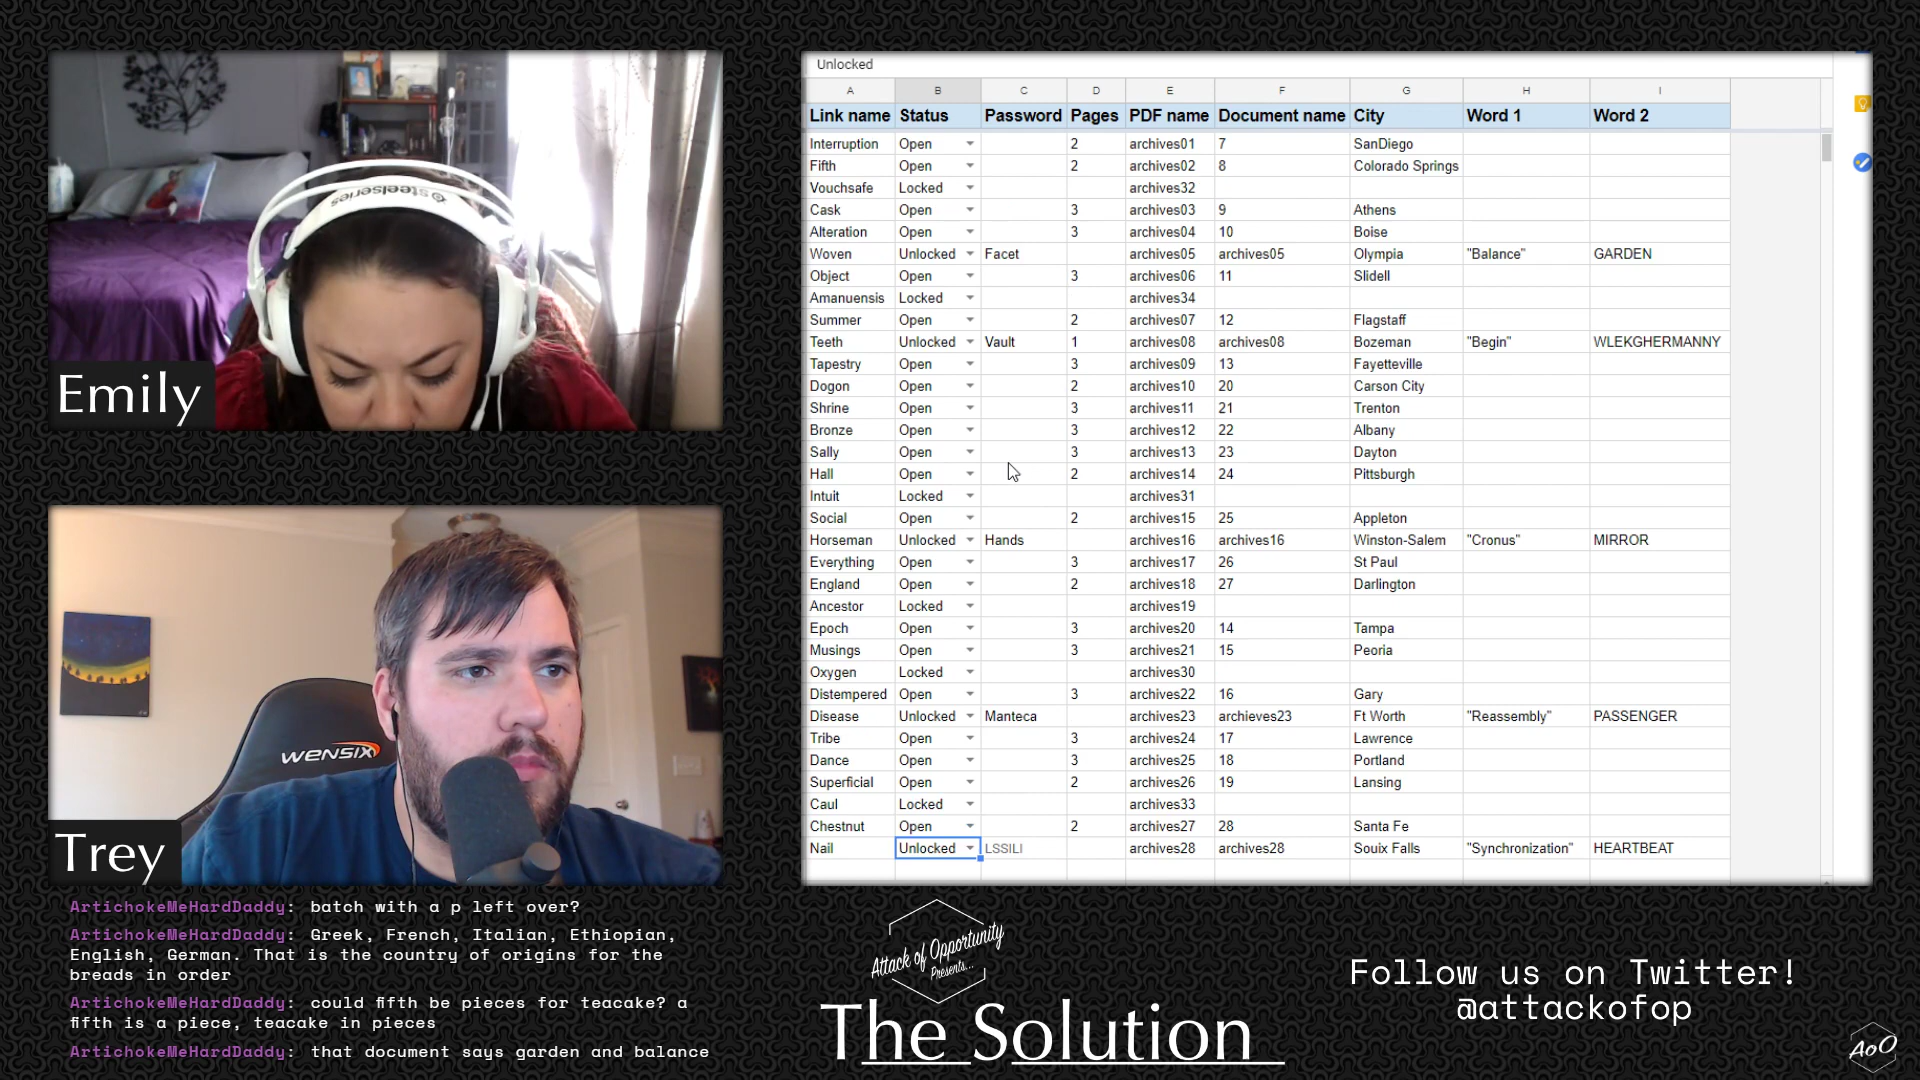 steelseries
Emily
WENSIX
Trey
Unlocked
A B C D E F G H I
Link name Status Password Pages PDF name Document name City Word 1 Word 2
Interruption Open 2 archives01 7 SanDiego
Fifth Open 2 archives02 8 Colorado Springs
Vouchsafe Locked archives32
Cask Open 3 archives03 9 Athens
Alteration Open 3 archives04 10 Boise
Woven Unlocked Facet archives05 archives05 Olympia "Balance" GARDEN
Object Open 3 archives06 11 Slidell
Amanuensis Locked archives34
Summer Open 2 archives07 12 Flagstaff
Teeth Unlocked Vault 1 archives08 archives08 Bozeman "Begin" WLEKGHERMANNY
Tapestry Open 3 archives09 13 Fayetteville
Dogon Open 2 archives10 20 Carson City
Shrine Open 3 archives11 21 Trenton
Bronze Open 3 archives12 22 Albany
Sally Open 3 archives13 23 Dayton
Hall Open 2 archives14 24 Pittsburgh
Intuit Locked archives31
Social Open 2 archives15 25 Appleton
Horseman Unlocked Hands archives16 archives16 Winston-Salem "Cronus" MIRROR
Everything Open 3 archives17 26 St Paul
England Open 2 archives18 27 Darlington
Ancestor Locked archives19
Epoch Open 3 archives20 14 Tampa
Musings Open 3 archives21 15 Peoria
Oxygen Locked archives30
Distempered Open 3 archives22 16 Gary
Disease Unlocked Manteca archives23 archieves23 Ft Worth "Reassembly" PASSENGER
Tribe Open 3 archives24 17 Lawrence
Dance Open 3 archives25 18 Portland
Superficial Open 2 archives26 19 Lansing
Caul Locked archives33
Chestnut Open 2 archives27 28 Santa Fe
Nail Unlocked LSSILI archives28 archives28 Souix Falls "Synchronization" HEARTBEAT
ArtichokeMeHardDaddy: batch with a p left over?
ArtichokeMeHardDaddy: Greek, French, Italian, Ethiopian,
English, German. That is the country of origins for the
breads in order
ArtichokeMeHardDaddy: could fifth be pieces for teacake? a
fifth is a piece, teacake in pieces
ArtichokeMeHardDaddy: that document says garden and balance
Attack of Opportunity
Presents...
The Solution
Follow us on Twitter!
@attackofop
AoO